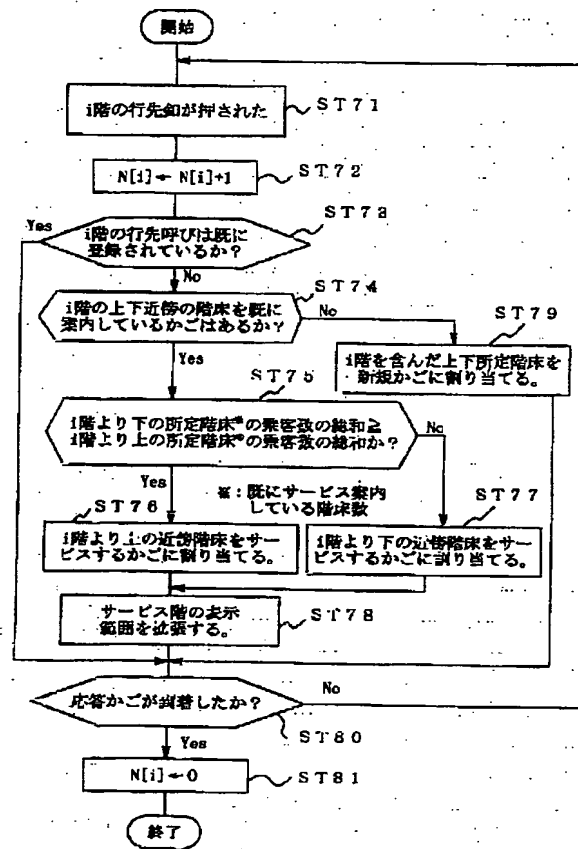 開始
i階の行先釦が押された
ST71
N[i]←N[i]+1
ST72
ST73
Yes
i階の行先呼びは既に
登録されているか?
No
ST74
i階の上下近傍の階床を既に
案内しているかごはあるか?
No
ST79
i階を含んだ上下所定階床を
新規かごに割り当てる。
Yes
ST75
i階より下の所定階床※の乗客数の総和≧
i階より上の所定階床※の乗客数の総和か?
No
Yes
※:既にサービス案内
している階床数
ST76
ST77
i階より上の近傍階床をサー
ビスするかごに割り当てる。
i階より下の近傍階床をサー
ビスするかごに割り当てる。
サービス階の表示
範囲を拡張する。
ST78
応答かごが到着したか?
No
ST80
Yes
N[i]←0
ST81
終了